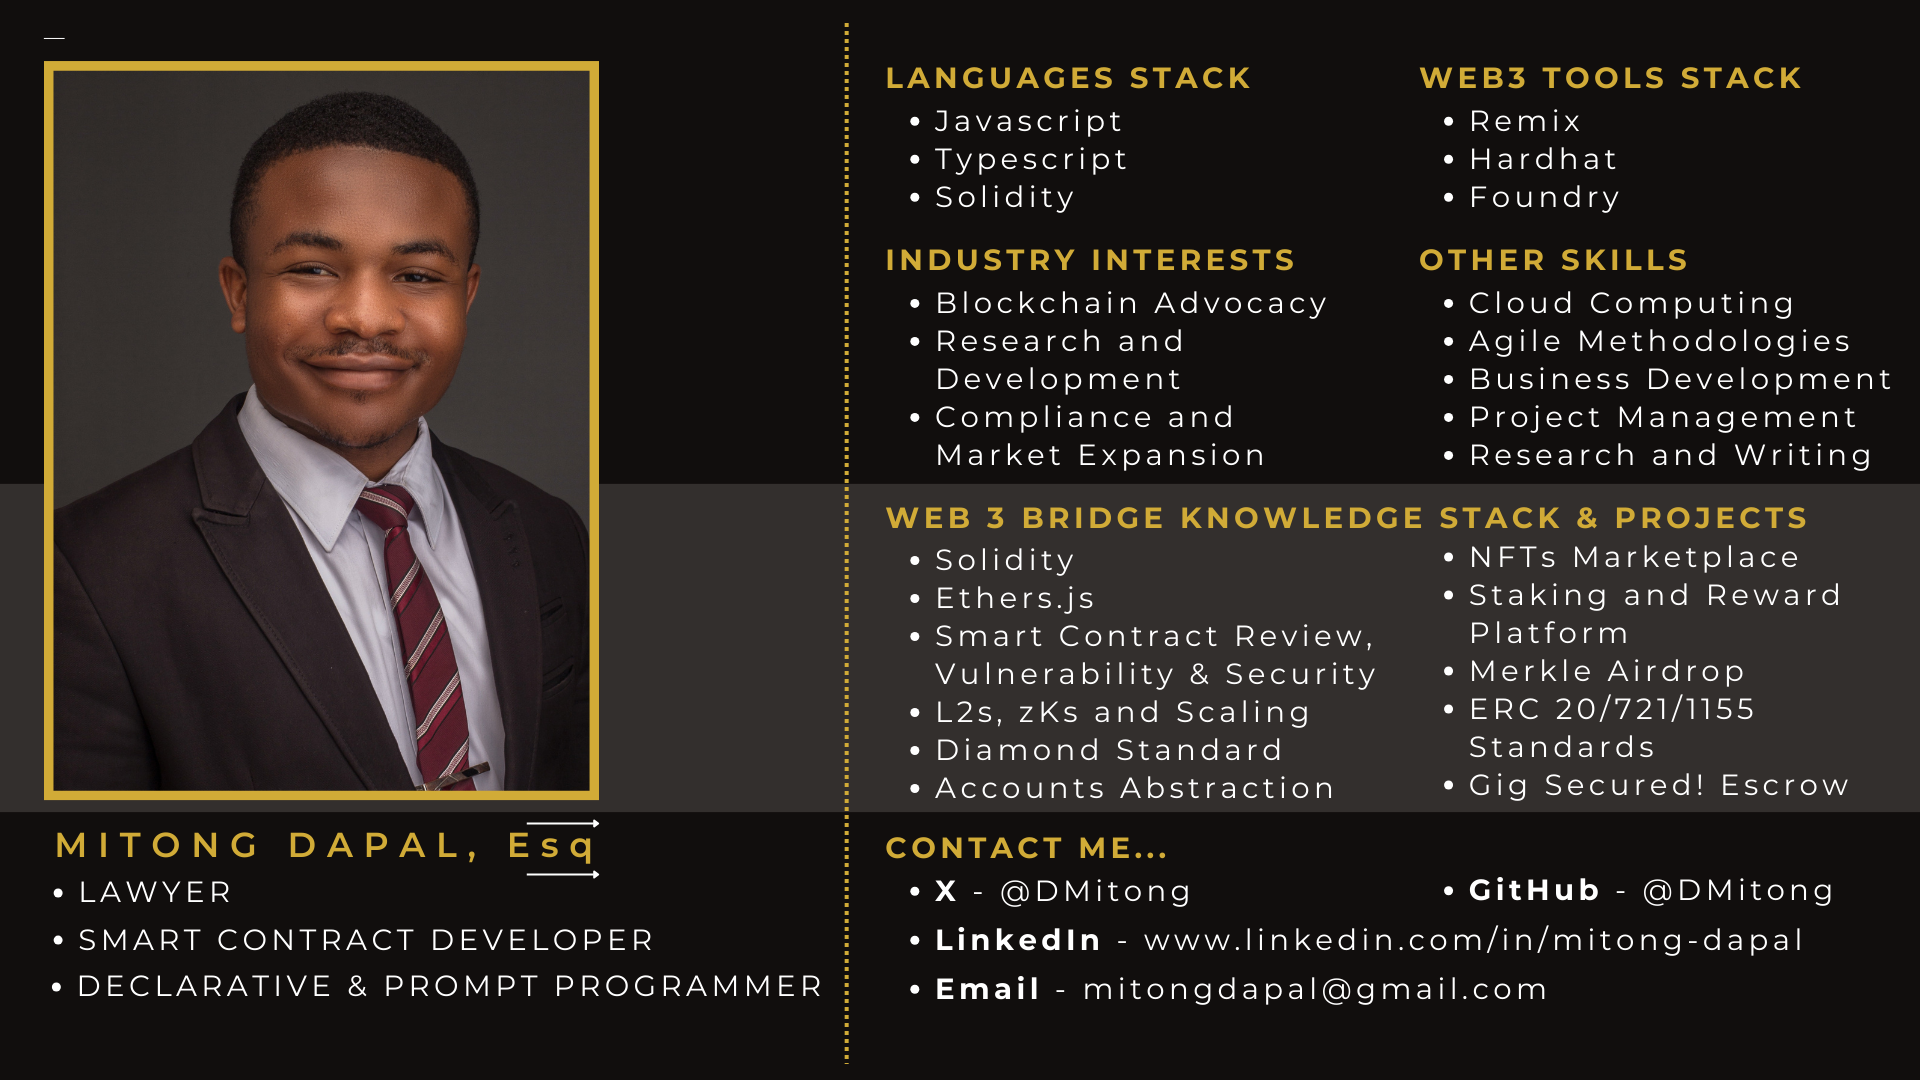 MITONG DAPAL, Esq
• LAWYER
• SMART CONTRACT DEVELOPER
• DECLARATIVE & PROMPT PROGRAMMER
LANGUAGES STACK
• Javascript
• Typescript
• Solidity
WEB3 TOOLS STACK
• Remix
• Hardhat
• Foundry
INDUSTRY INTERESTS
• Blockchain Advocacy
• Research and
Development
• Compliance and
Market Expansion
OTHER SKILLS
• Cloud Computing
• Agile Methodologies
• Business Development
• Project Management
• Research and Writing
WEB 3 BRIDGE KNOWLEDGE STACK & PROJECTS
• Solidity
• Ethers.js
• Smart Contract Review,
Vulnerability & Security
• L2s, zKs and Scaling
• Diamond Standard
• Accounts Abstraction
• NFTs Marketplace
• Staking and Reward
Platform
• Merkle Airdrop
• ERC 20/721/1155
Standards
• Gig Secured! Escrow
CONTACT ME...
• X - @DMitong
• GitHub - @DMitong
• LinkedIn - www.linkedin.com/in/mitong-dapal
• Email - mitongdapal@gmail.com